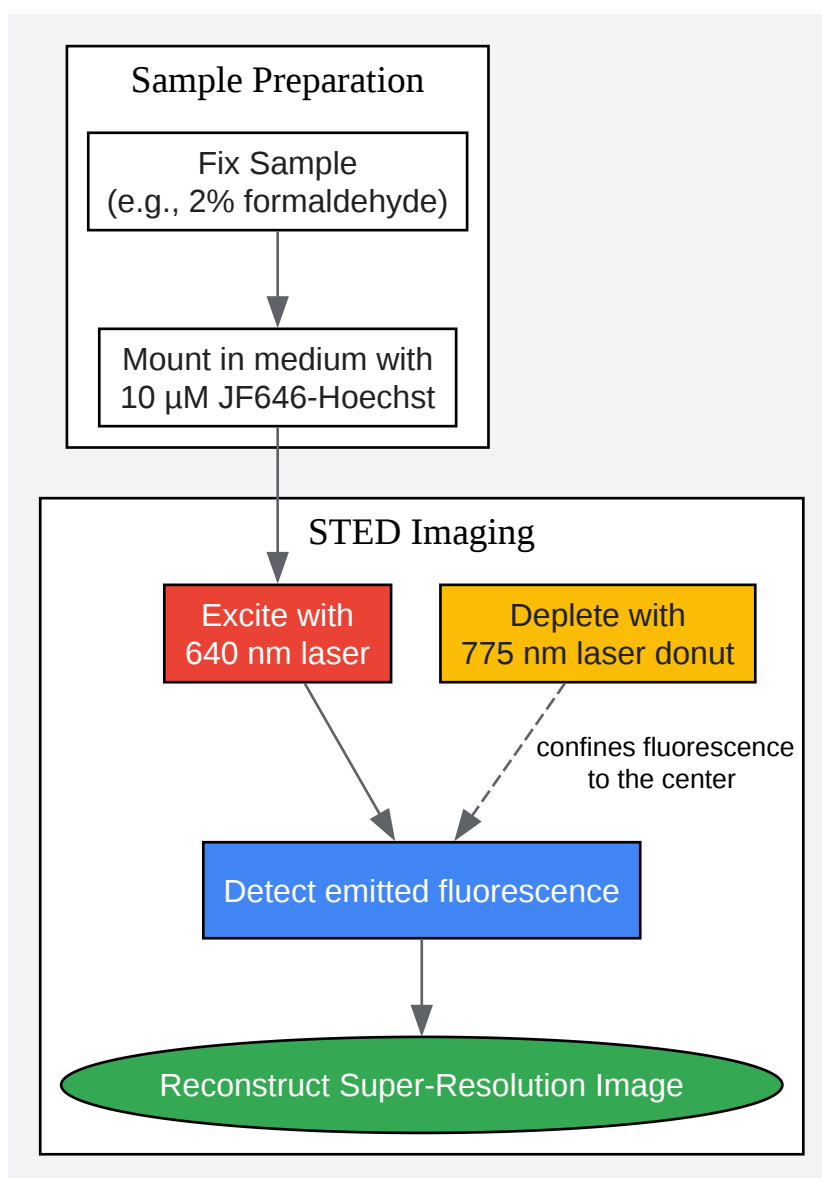 Sample Preparation
Fix Sample
(e.g., 2% formaldehyde)
Mount in medium with
10 µM JF646-Hoechst
STED Imaging
Excite with
640 nm laser
Deplete with
775 nm laser donut
confines fluorescence
to the center
Detect emitted fluorescence
Reconstruct Super-Resolution Image